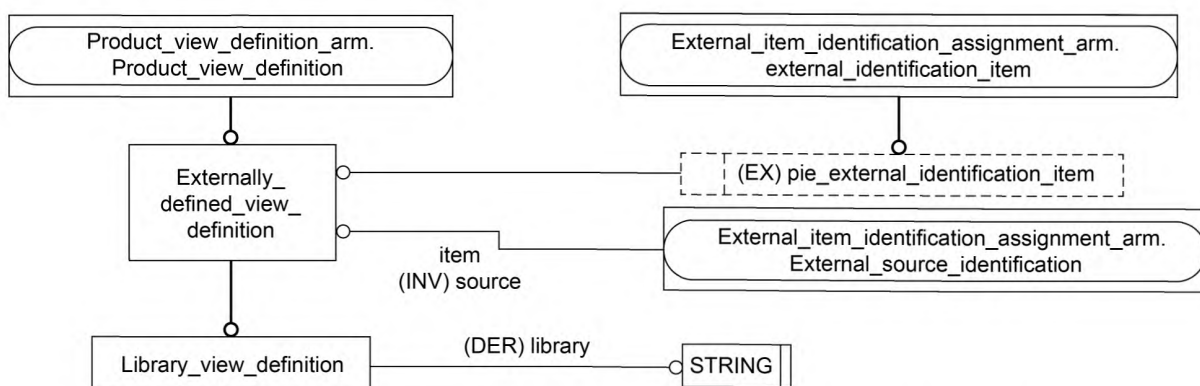 Product_view_definition_arm.
Product_view_definition
External_item_identification_assignment_arm.
external_identification_item
Externally_
defined_view_
definition
(EX) pie_external_identification_item
item
(INV) source
External_item_identification_assignment_arm.
External_source_identification
Library_view_definition
(DER) library
STRING